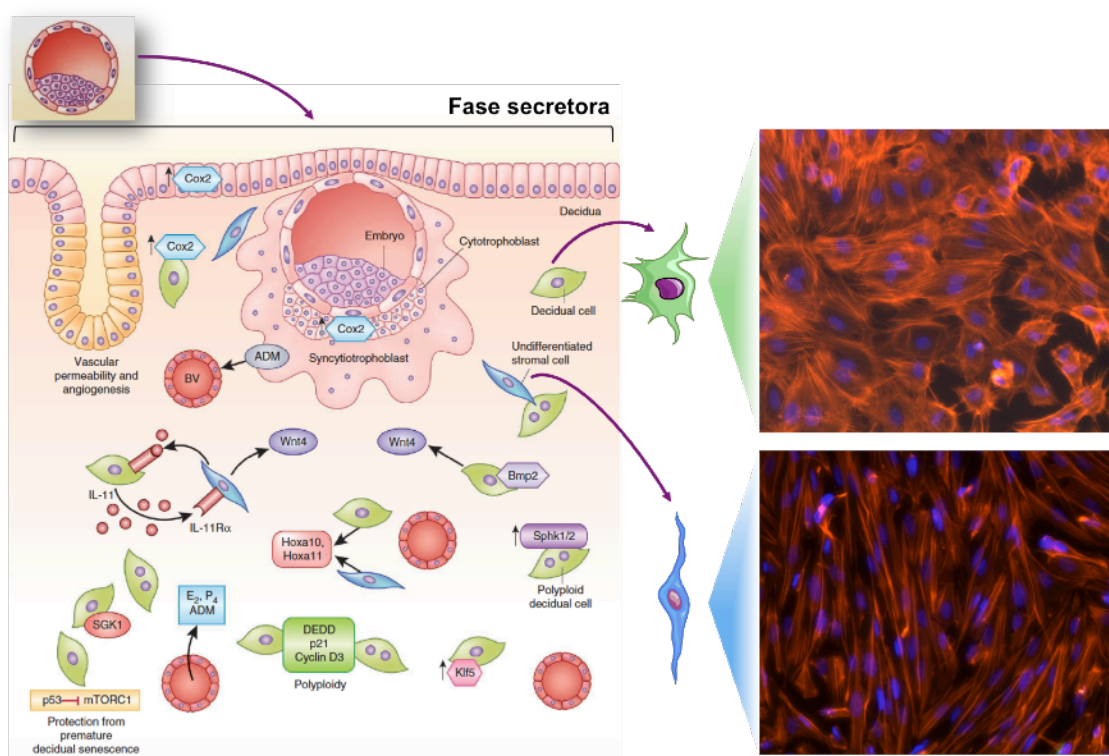 Fase secretora
Cox2
Cox2
Decidua
Embryo
Cytotrophoblast
Decidual cell
Cox2
Vascular
permeability and
angiogenesis
BV
ADM
Syncytiotrophoblast
Undifferentiated
stromal cell
Wnt4
Wnt4
Bmp2
IL-11
IL-11Rα
Hoxa10,
Hoxa11
Sphk1/2
Polyploid
decidual cell
SGK1
E2, P4
ADM
DEDD
p21
Cyclin D3
Polyploidy
Klf5
p53 mTORC1
Protection from
premature
decidual senescence